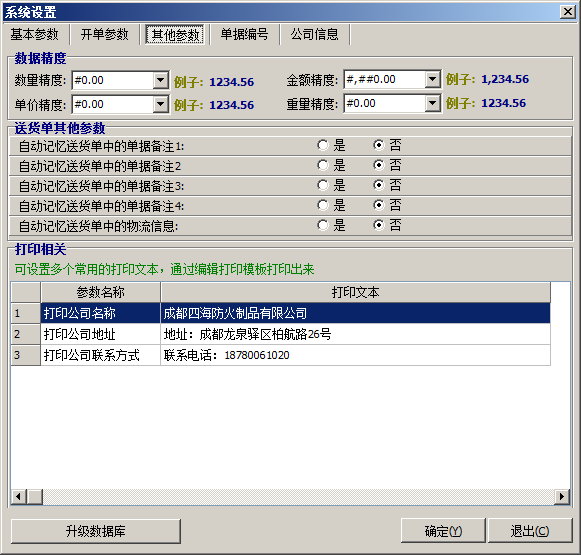 系统设置
基本参数 开单参数 其他参数 单据编号 公司信息
数据精度
数量精度: #0.00 例子: 1234.56 金额精度: #,##0.00 例子: 1,234.56
单价精度: #0.00 例子: 1234.56 重量精度: #0.00 例子: 1234.56
送货单其他参数
自动记忆送货单中的单据备注1: 是 否
自动记忆送货单中的单据备注2 是 否
自动记忆送货单中的单据备注3: 是 否
自动记忆送货单中的单据备注4: 是 否
自动记忆送货单中的物流信息: 是 否
打印相关
可设置多个常用的打印文本，通过编辑打印模板打印出来
参数名称 打印文本
1 打印公司名称 成都四海防火制品有限公司
2 打印公司地址 地址：成都龙泉驿区柏航路26号
3 打印公司联系方式 联系电话：18780061020
升级数据库 确定(Y) 退出(C)